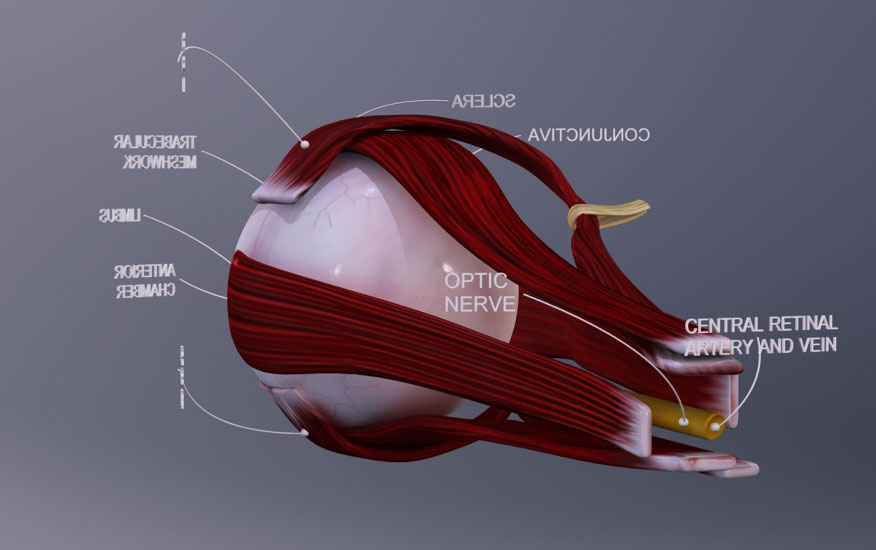 SCLERA
CONJUNCTIVA
TRABECULAR
MESHWORK
LIMBUS
ANTERIOR
CHAMBER
OPTIC
NERVE
CENTRAL RETINAL
ARTERY AND VEIN